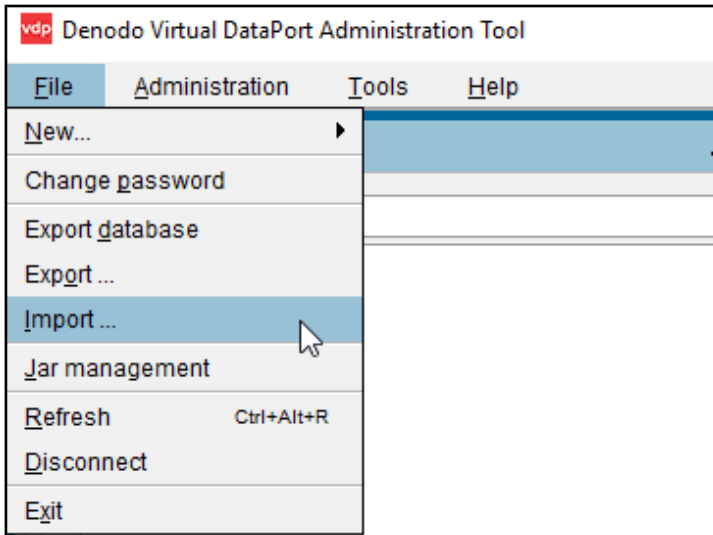 vdp Denodo Virtual DataPort Administration Tool
File Administration Tools Help
New...
Change password
Export database
Export ...
Import ...
Jar management
Refresh Ctrl+Alt+R
Disconnect
Exit